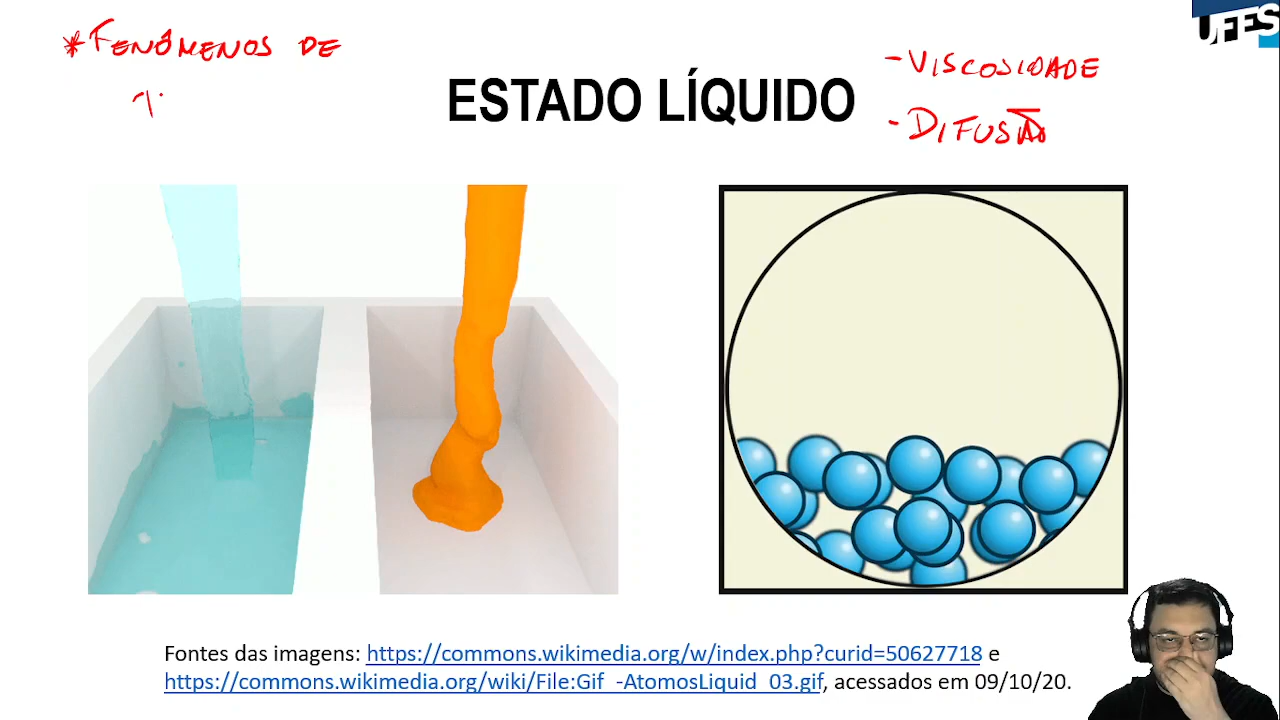 *FENÔMENOS DE
T
UFES
- VISCOSIDADE
ESTADO LÍQUIDO
- DIFUSÃO
Fontes das imagens: https://commons.wikimedia.org/w/index.php?curid=50627718 e
https://commons.wikimedia.org/wiki/File:Gif_-AtomosLiquid_03.gif, acessados em 09/10/20.